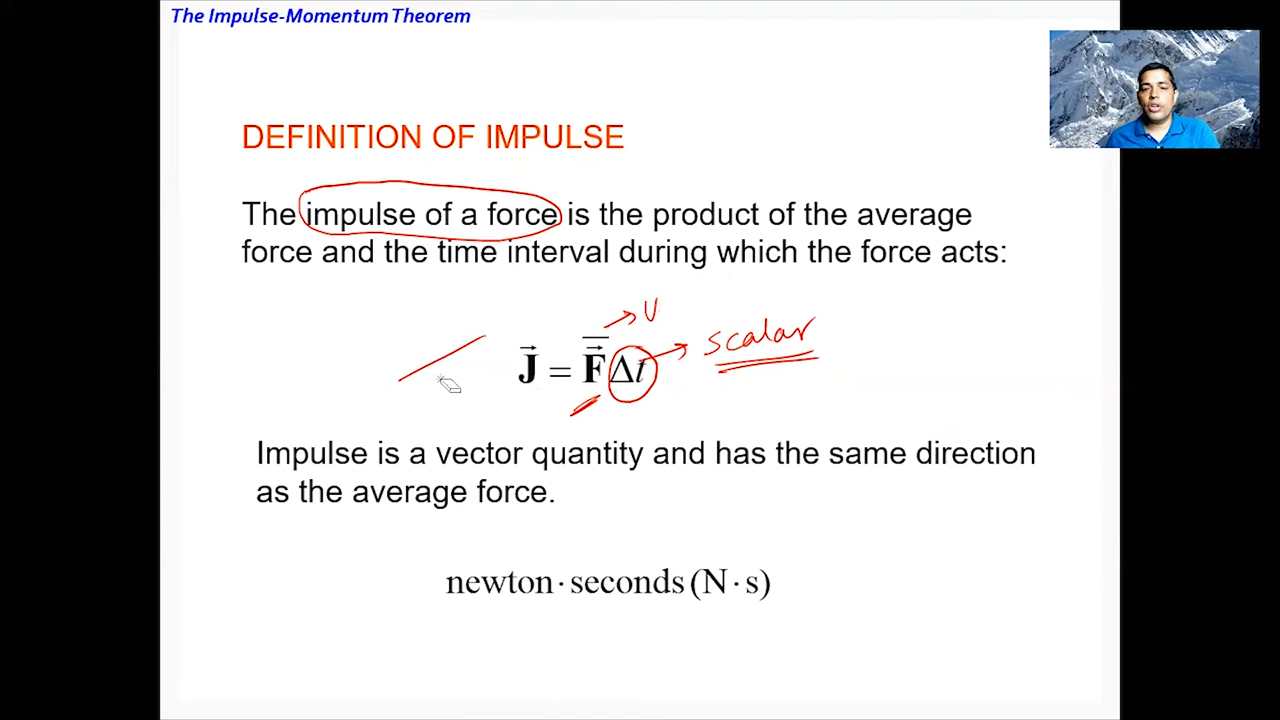 The Impulse-Momentum Theorem
DEFINITION OF IMPULSE
The impulse of a force is the product of the average
force and the time interval during which the force acts:
→ V
J⃗ = F⃗̅ Δt → scalar
Impulse is a vector quantity and has the same direction
as the average force.
newton · seconds (N · s)